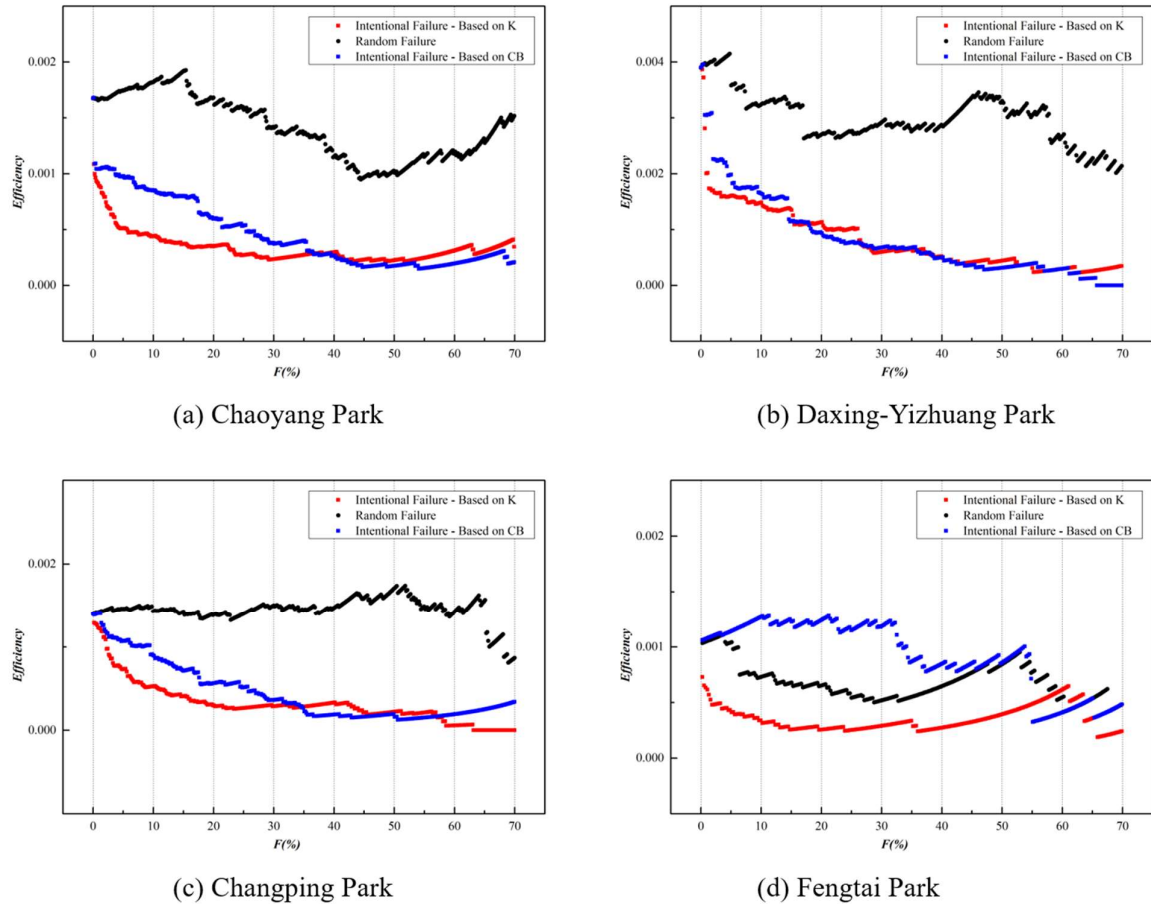 Intentional Failure - Based on K
Random Failure
Intentional Failure - Based on CB
0.002
0.001
0.000
Efficiency
0 10 20 30 40 50 60 70
F(%)
(a) Chaoyang Park
Intentional Failure - Based on K
Random Failure
Intentional Failure - Based on CB
0.004
0.002
0.000
Efficiency
0 10 20 30 40 50 60 70
F(%)
(b) Daxing-Yizhuang Park
Intentional Failure - Based on K
Random Failure
Intentional Failure - Based on CB
0.002
0.000
Efficiency
0 10 20 30 40 50 60 70
F(%)
(c) Changping Park
Intentional Failure - Based on K
Random Failure
Intentional Failure - Based on CB
0.002
0.001
0.000
Efficiency
0 10 20 30 40 50 60 70
F(%)
(d) Fengtai Park